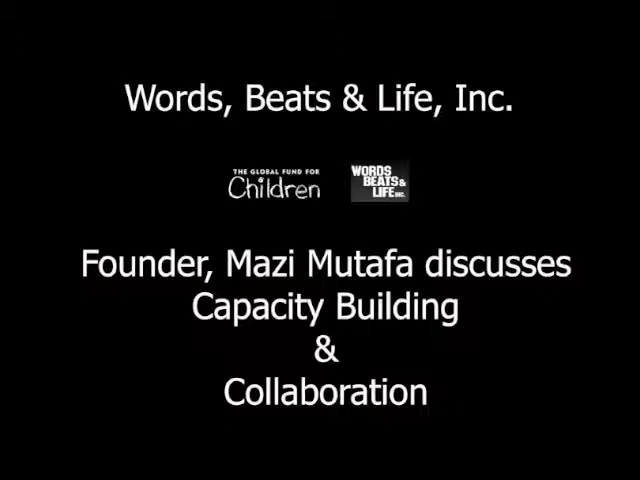 Words, Beats & Life, Inc.
THE GLOBAL FUND FOR
Children
WORDS
BEATS &
LIFE INC.
Founder, Mazi Mutafa discusses
Capacity Building
&
Collaboration